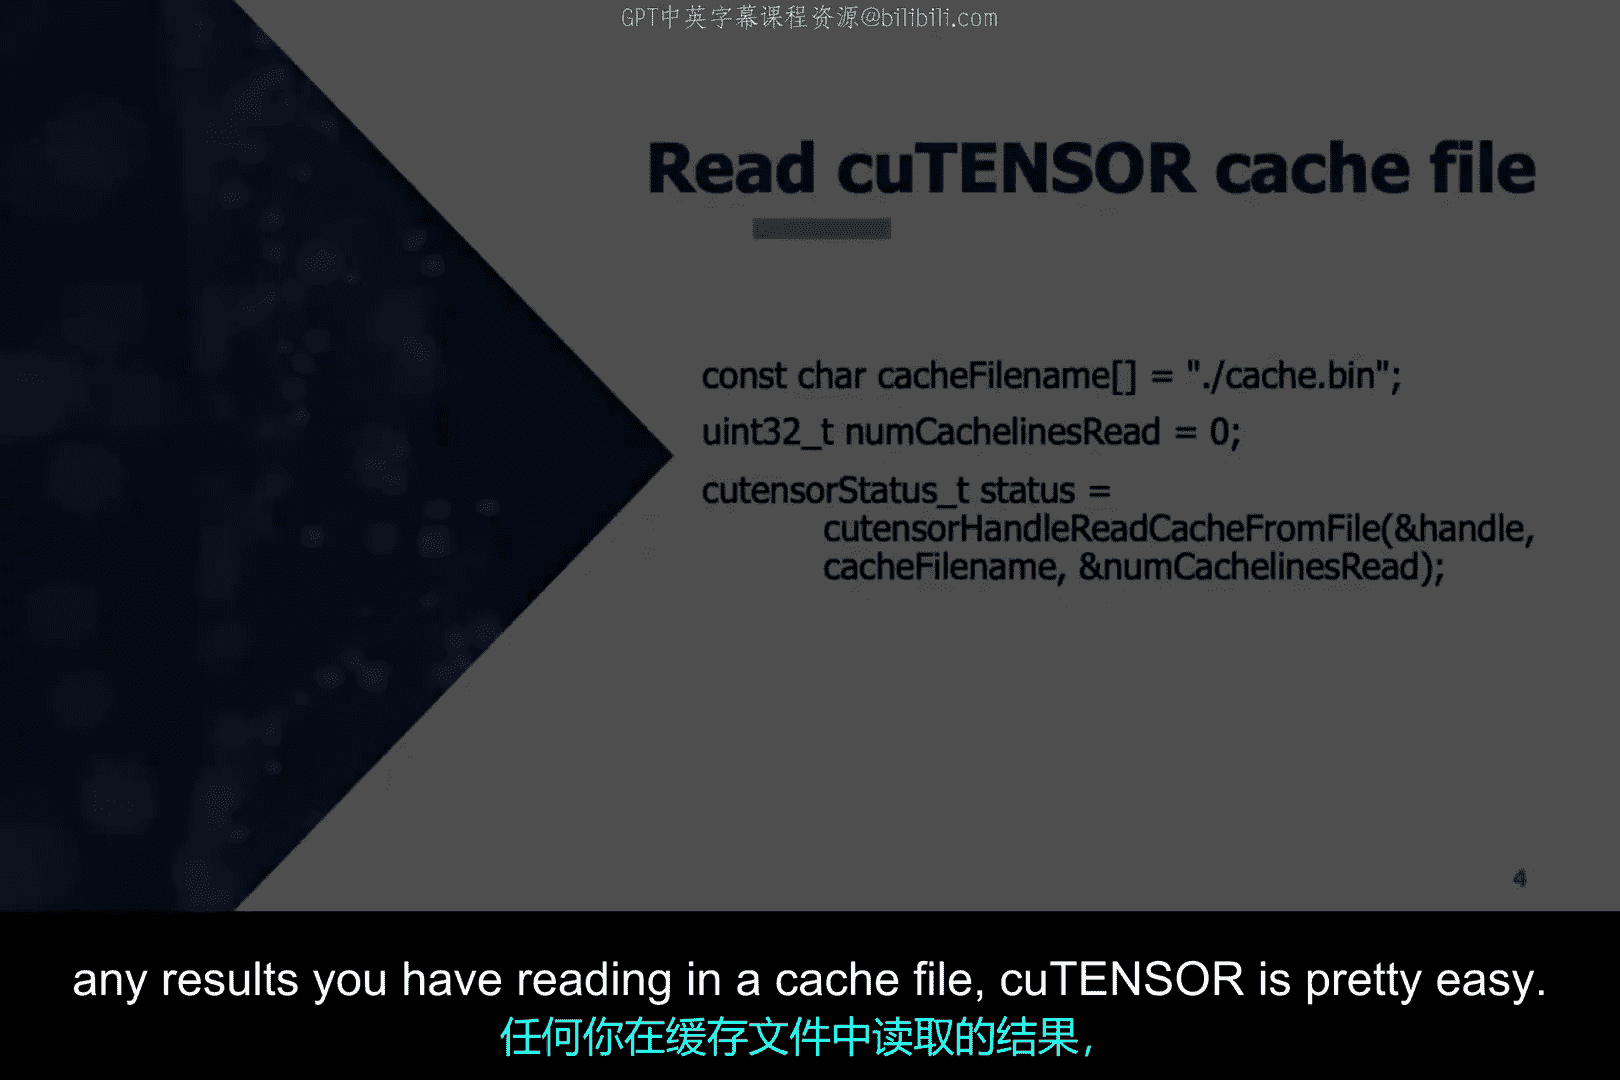 GPT中英字幕课程资源@bilibili.com
Read cuTENSOR cache file
const char cacheFilename[] = "./cache.bin";
uint32_t numCachelinesRead = 0;
cutensorStatus_t status =
cutensorHandleReadCacheFromFile(&handle,
cacheFilename, &numCachelinesRead);
4
any results you have reading in a cache file, cuTENSOR is pretty easy.
任何你在缓存文件中读取的结果，